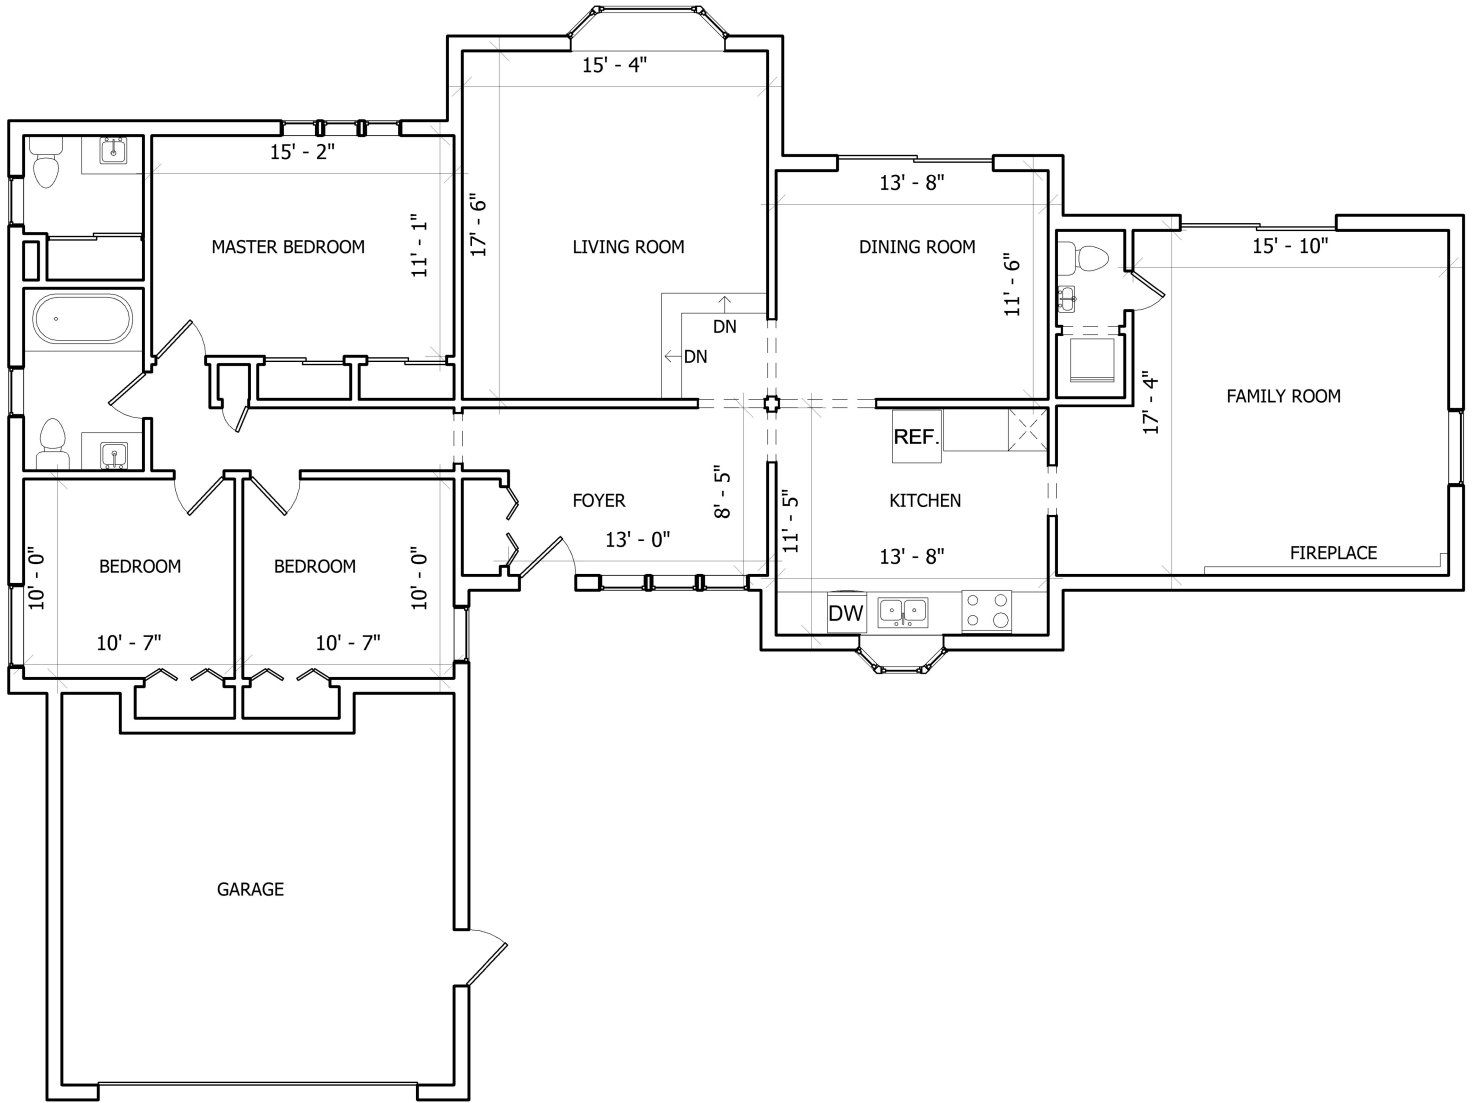 15' - 4"
15' - 2"
13' - 8"
17' - 6"
11' - 1"
MASTER BEDROOM
LIVING ROOM
DINING ROOM
15' - 10"
11' - 6"
DN
DN
17' - 4"
FAMILY ROOM
REF.
8' - 5"
11' - 5"
FOYER
KITCHEN
13' - 0"
13' - 8"
FIREPLACE
10' - 0"
BEDROOM
BEDROOM
10' - 0"
DW
10' - 7"
10' - 7"
GARAGE